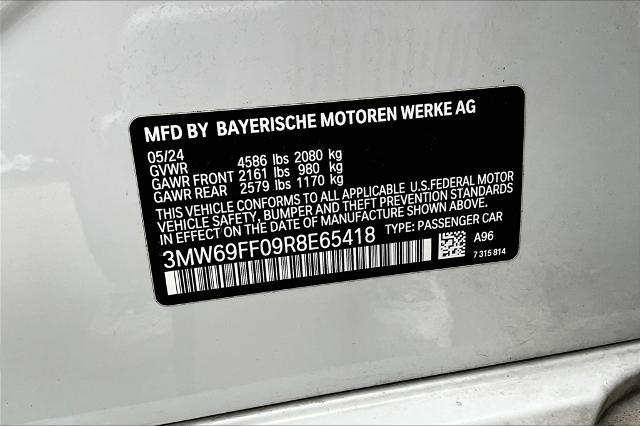 MFD BY BAYERISCHE MOTOREN WERKE AG
05/24
GVWR 4586 lbs 2080 kg
GAWR FRONT 2161 lbs 980 kg
GAWR REAR 2579 lbs 1170 kg
THIS VEHICLE CONFORMS TO ALL APPLICABLE U.S.FEDERAL MOTOR
VEHICLE SAFETY, BUMPER AND THEFT PREVENTION STANDARDS
IN EFFECT ON THE DATE OF MANUFACTURE SHOWN ABOVE.
3MW69FF09R8E65418 TYPE: PASSENGER CAR
A96
7 315 814